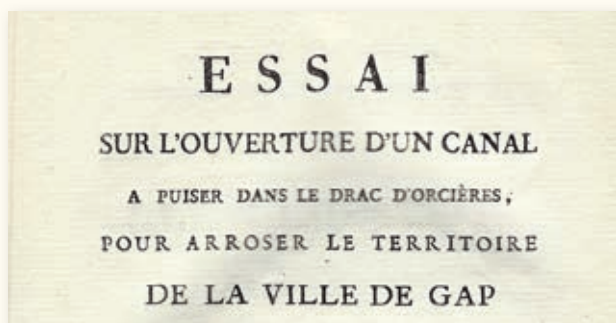 ESSAI
SUR L'OUVERTURE D'UN CANAL
A PUISER DANS LE DRAC D'ORCIÈRES,
POUR ARROSER LE TERRITOIRE
DE LA VILLE DE GAP